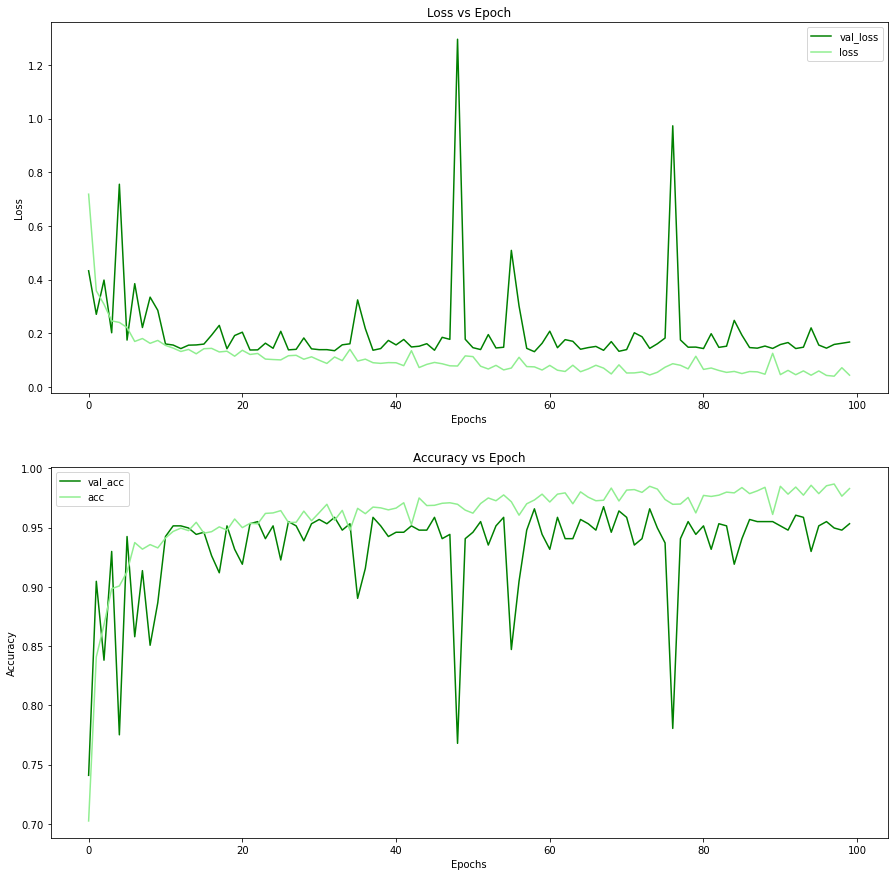 Loss vs Epoch
val_loss
loss
1.2
1.0
0.8
0.6
0.4
0.2
0.0
Loss
0 20 40 60 80 100
Epochs
Accuracy vs Epoch
val_acc
acc
1.00
0.95
0.90
0.85
0.80
0.75
0.70
Accuracy
0 20 40 60 80 100
Epochs